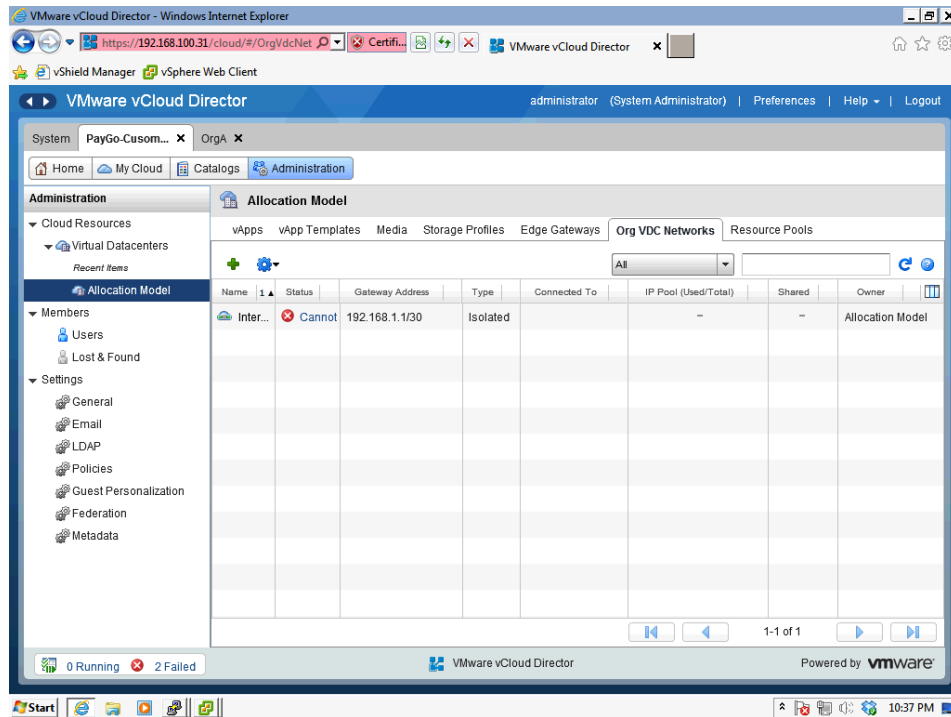 VMware vCloud Director - Windows Internet Explorer
https://192.168.100.31/cloud/#/OrgVdcNet
Certifi...
VMware vCloud Director
vShield Manager vSphere Web Client
VMware vCloud Director
administrator (System Administrator) | Preferences | Help | Logout
System PayGo-Cusom... OrgA
Home My Cloud Catalogs Administration
Administration
Allocation Model
Cloud Resources
vApps vApp Templates Media Storage Profiles Edge Gateways Org VDC Networks Resource Pools
Virtual Datacenters
Recent Items
All
Allocation Model
Name 1 Status Gateway Address Type Connected To IP Pool (Used/Total) Shared Owner
Members
Inter... Cannot 192.168.1.1/30 Isolated - - Allocation Model
Users
Lost & Found
Settings
General
Email
LDAP
Policies
Guest Personalization
Federation
Metadata
1-1 of 1
0 Running 2 Failed
VMware vCloud Director
Powered by vmware
Start
10:37 PM